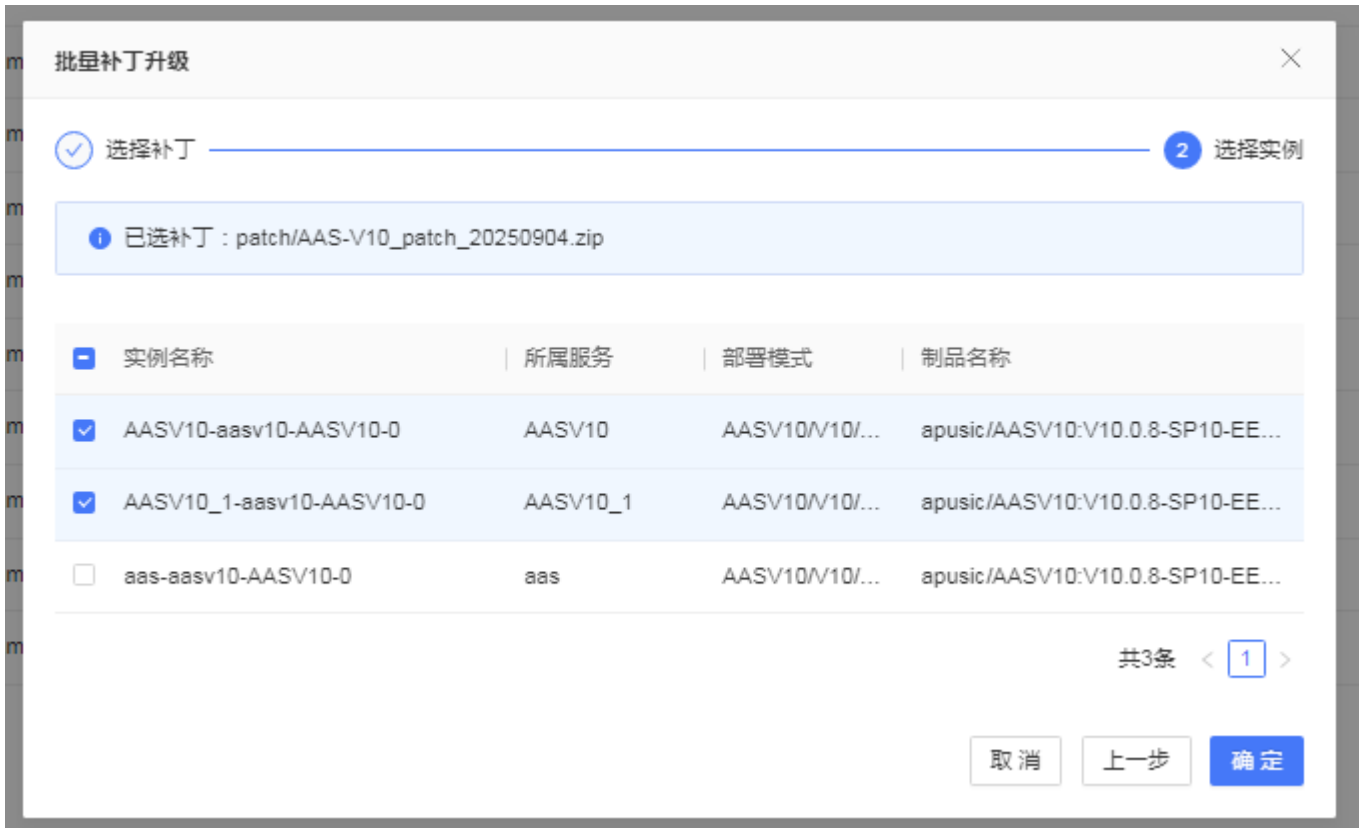 批量补丁升级
选择补丁 2 选择实例
已选补丁：patch/AAS-V10_patch_20250904.zip
实例名称 所属服务 部署模式 制品名称
AASV10-aasv10-AASV10-0 AASV10 AASV10/V10/... apusic/AASV10:V10.0.8-SP10-EE...
AASV10_1-aasv10-AASV10-0 AASV10_1 AASV10/V10/... apusic/AASV10:V10.0.8-SP10-EE...
aas-aasv10-AASV10-0 aas AASV10/V10/... apusic/AASV10:V10.0.8-SP10-EE...
共3条 < 1 >
取消 上一步 确定